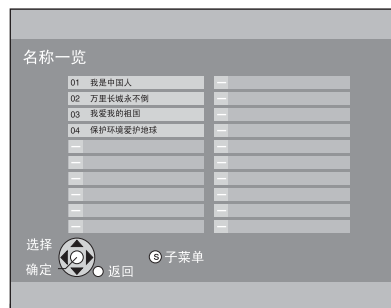 名称一览
01 我是中国人
02 万里长城永不倒
03 我爱我的祖国
04 保护环境爱护地球
选择
确定
返回
S 子菜单